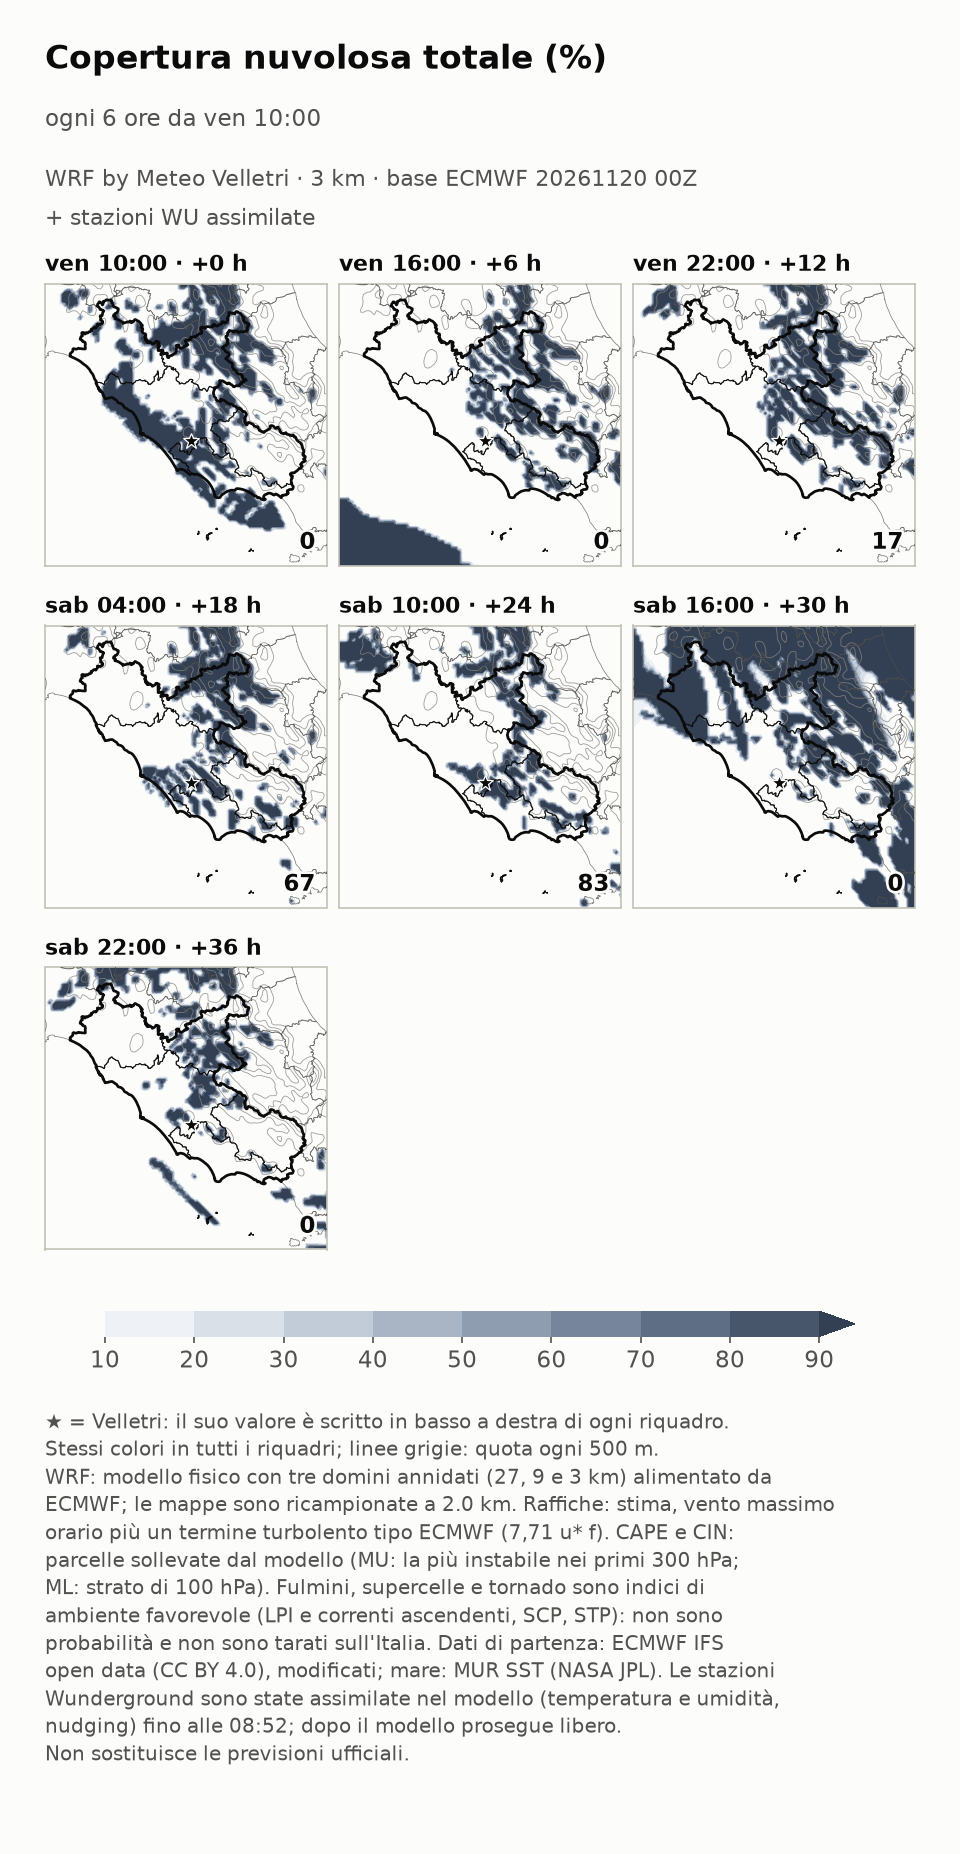 Copertura nuvolosa totale (%)
ogni 6 ore da ven 10:00
WRF by Meteo Velletri · 3 km · base ECMWF 20261120 00Z
+ stazioni WU assimilate
ven 10:00 · +0 h
ven 16:00 · +6 h
ven 22:00 · +12 h
0
0
17
sab 04:00 · +18 h
sab 10:00 · +24 h
sab 16:00 · +30 h
67
83
0
sab 22:00 · +36 h
0
10 20 30 40 50 60 70 80 90
★ = Velletri: il suo valore è scritto in basso a destra di ogni riquadro.
Stessi colori in tutti i riquadri; linee grigie: quota ogni 500 m.
WRF: modello fisico con tre domini annidati (27, 9 e 3 km) alimentato da
ECMWF; le mappe sono ricampionate a 2.0 km. Raffiche: stima, vento massimo
orario più un termine turbolento tipo ECMWF (7,71 u* f). CAPE e CIN:
parcelle sollevate dal modello (MU: la più instabile nei primi 300 hPa;
ML: strato di 100 hPa). Fulmini, supercelle e tornado sono indici di
ambiente favorevole (LPI e correnti ascendenti, SCP, STP): non sono
probabilità e non sono tarati sull'Italia. Dati di partenza: ECMWF IFS
open data (CC BY 4.0), modificati; mare: MUR SST (NASA JPL). Le stazioni
Wunderground sono state assimilate nel modello (temperatura e umidità,
nudging) fino alle 08:52; dopo il modello prosegue libero.
Non sostituisce le previsioni ufficiali.